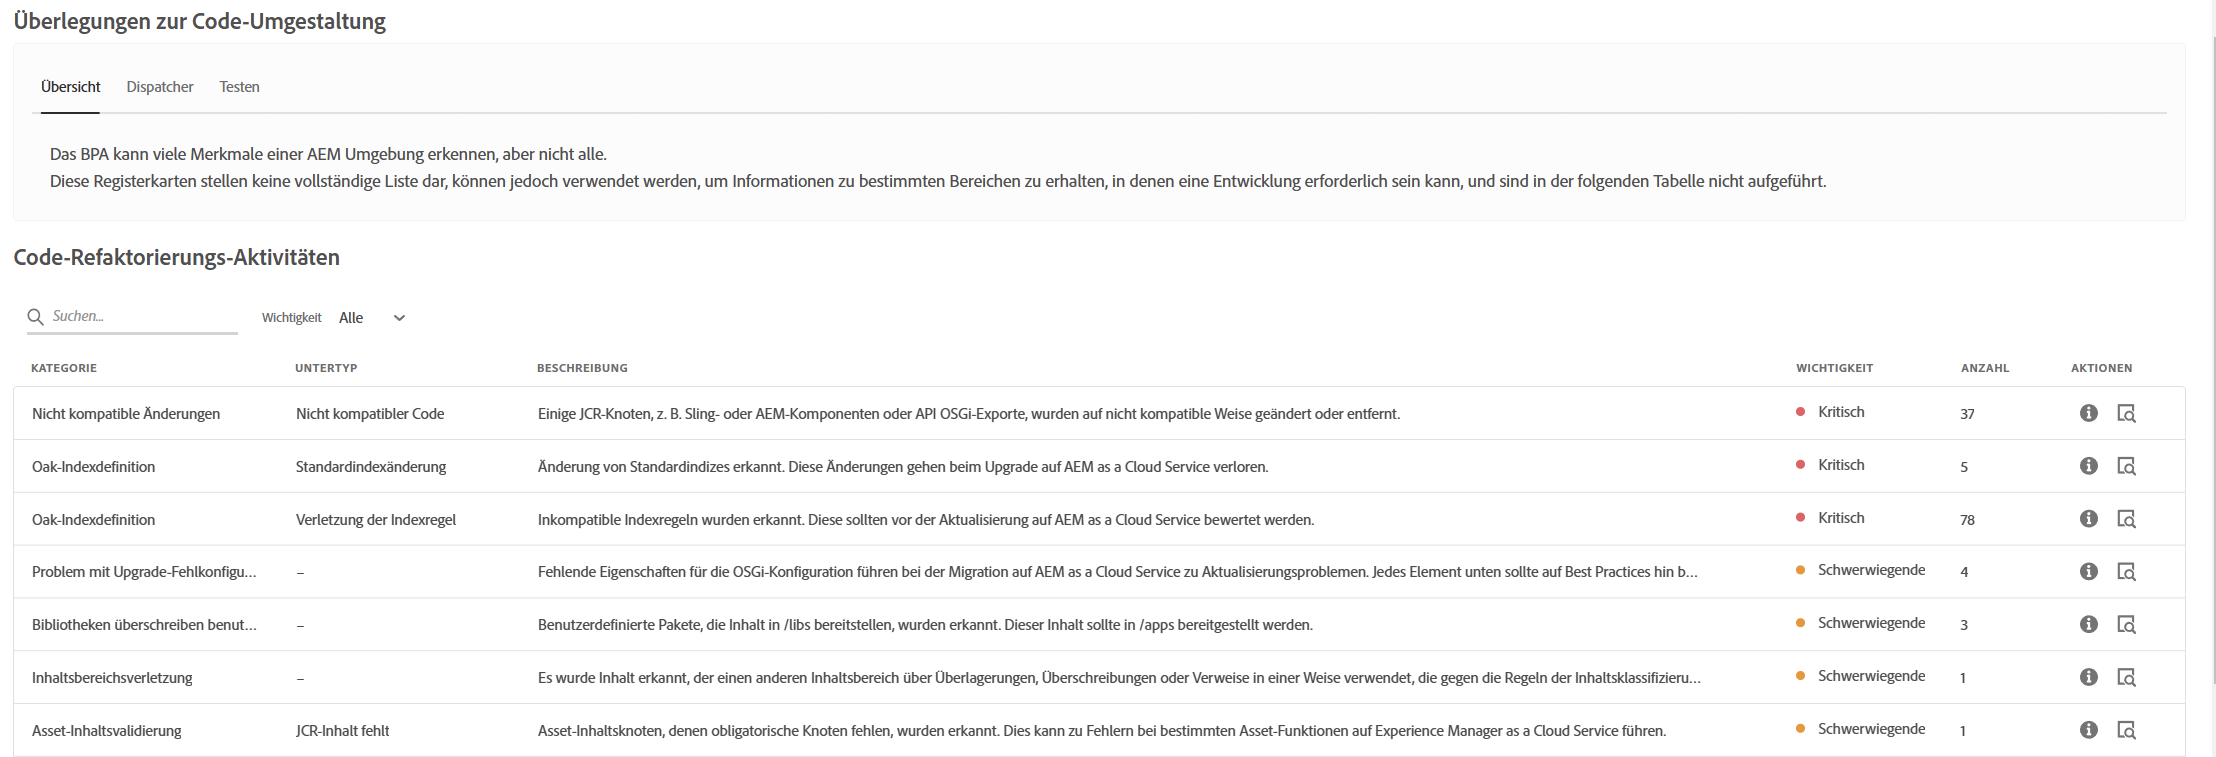 Überlegungen zur Code-Umgestaltung
Übersicht Dispatcher Testen
Das BPA kann viele Merkmale einer AEM Umgebung erkennen, aber nicht alle.
Diese Registerkarten stellen keine vollständige Liste dar, können jedoch verwendet werden, um Informationen zu bestimmten Bereichen zu erhalten, in denen eine Entwicklung erforderlich sein kann, und sind in der folgenden Tabelle nicht aufgeführt.
Code-Refaktorierungs-Aktivitäten
Suchen... Wichtigkeit Alle
KATEGORIE UNTERTYP BESCHREIBUNG WICHTIGKEIT ANZAHL AKTIONEN
Nicht kompatible Änderungen Nicht kompatibler Code Einige JCR-Knoten, z. B. Sling- oder AEM-Komponenten oder API OSGi-Exporte, wurden auf nicht kompatible Weise geändert oder entfernt. Kritisch 37
Oak-Indexdefinition Standardindexänderung Änderung von Standardindizes erkannt. Diese Änderungen gehen beim Upgrade auf AEM as a Cloud Service verloren. Kritisch 5
Oak-Indexdefinition Verletzung der Indexregel Inkompatible Indexregeln wurden erkannt. Diese sollten vor der Aktualisierung auf AEM as a Cloud Service bewertet werden. Kritisch 78
Problem mit Upgrade-Fehlkonfigu... – Fehlende Eigenschaften für die OSGi-Konfiguration führen bei der Migration auf AEM as a Cloud Service zu Aktualisierungsproblemen. Jedes Element unten sollte auf Best Practices hin b... Schwerwiegende 4
Bibliotheken überschreiben benut... – Benutzerdefinierte Pakete, die Inhalt in /libs bereitstellen, wurden erkannt. Dieser Inhalt sollte in /apps bereitgestellt werden. Schwerwiegende 3
Inhaltsbereichsverletzung – Es wurde Inhalt erkannt, der einen anderen Inhaltsbereich über Überlagerungen, Überschreibungen oder Verweise in einer Weise verwendet, die gegen die Regeln der Inhaltsklassifizieru... Schwerwiegende 1
Asset-Inhaltsvalidierung JCR-Inhalt fehlt Asset-Inhaltsknoten, denen obligatorische Knoten fehlen, wurden erkannt. Dies kann zu Fehlern bei bestimmten Asset-Funktionen auf Experience Manager as a Cloud Service führen. Schwerwiegende 1